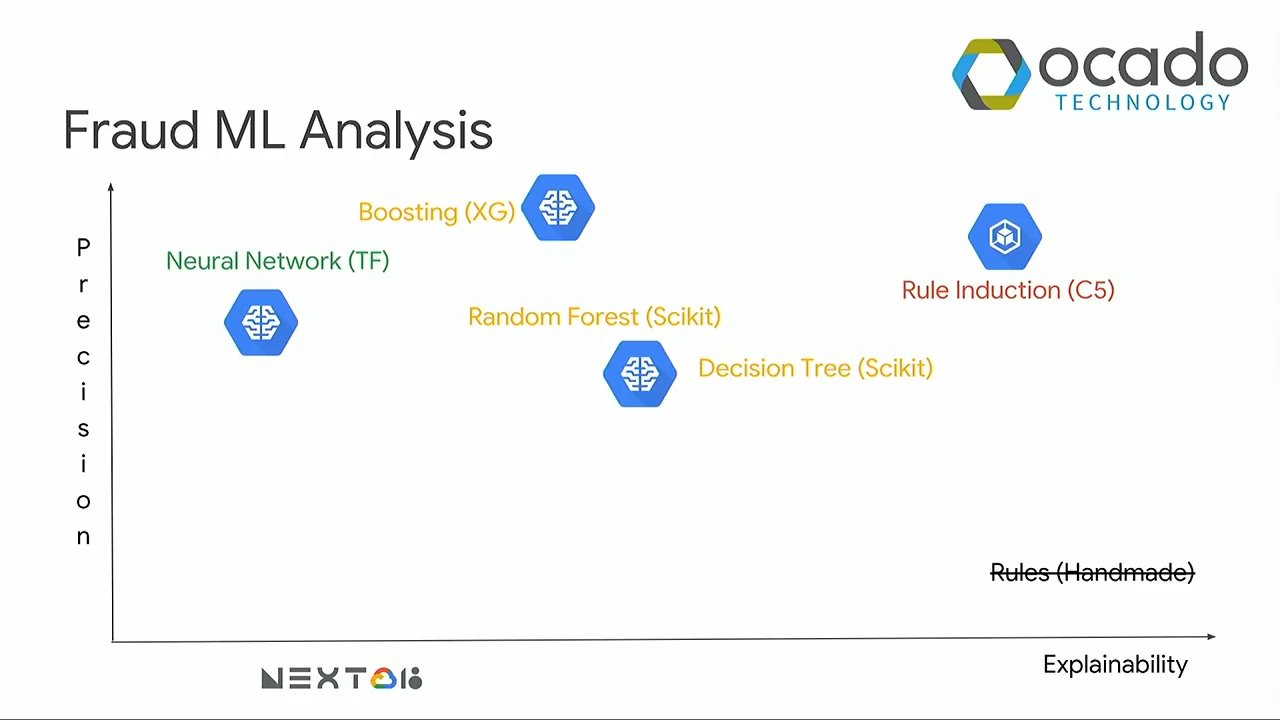 ocado
TECHNOLOGY
Fraud ML Analysis
Precision
Boosting (XG)
Neural Network (TF)
Rule Induction (C5)
Random Forest (Scikit)
Decision Tree (Scikit)
Rules (Handmade)
Explainability
NEXT 18